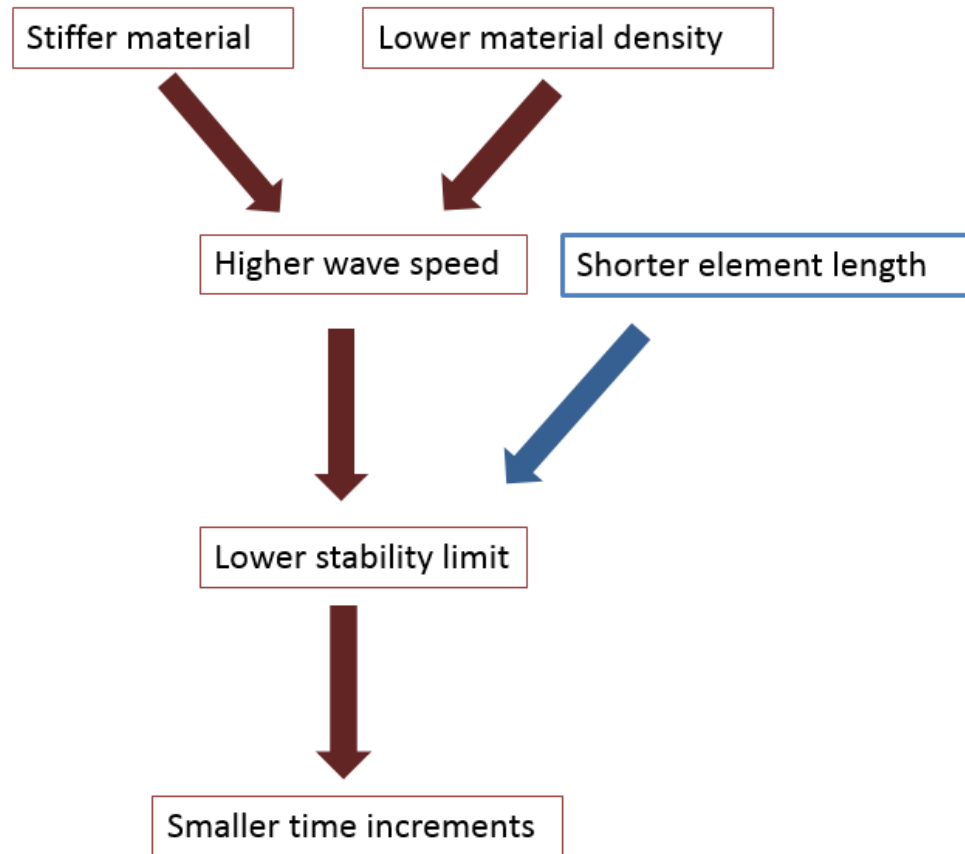 Stiffer material
Lower material density
Higher wave speed
Shorter element length
Lower stability limit
Smaller time increments